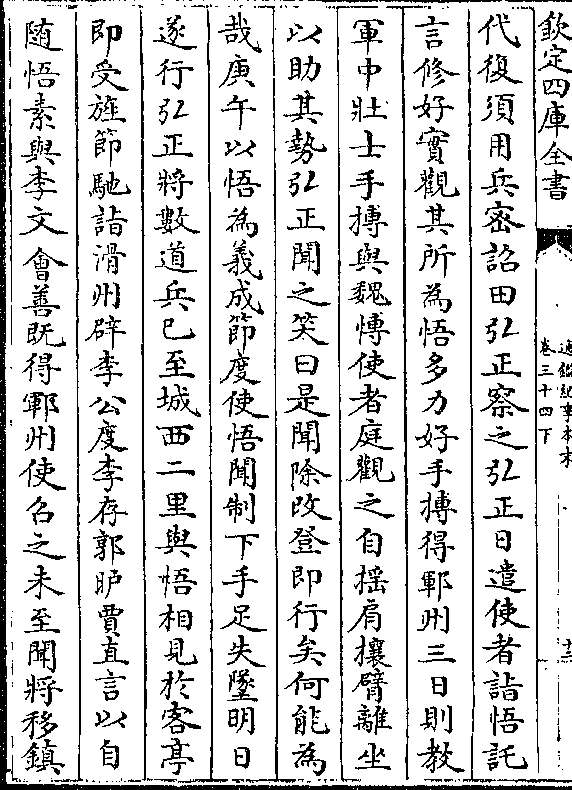 欽定四庫全書
通鑑紀事本末
卷三十四下
十三
代復須用兵密詔田弘正察之弘正日遣使者詣悟託
言修好實觀其所為悟多力好手搏得鄆州三日則教
軍中壯士手搏與魏博使者庭觀之自揺肩攘臂離坐
以助其勢弘正聞之笑曰是聞除改登即行矣何能為
哉庚午以悟為義成節度使悟聞制下手足失墜明日
遂行弘正將數道兵已至城西二里與悟相見於客亭
即受旌節馳詣滑州辟李公度李存郭昈賈直言以自
随悟素與李文會善既得鄆州使召之未至聞將移鎮